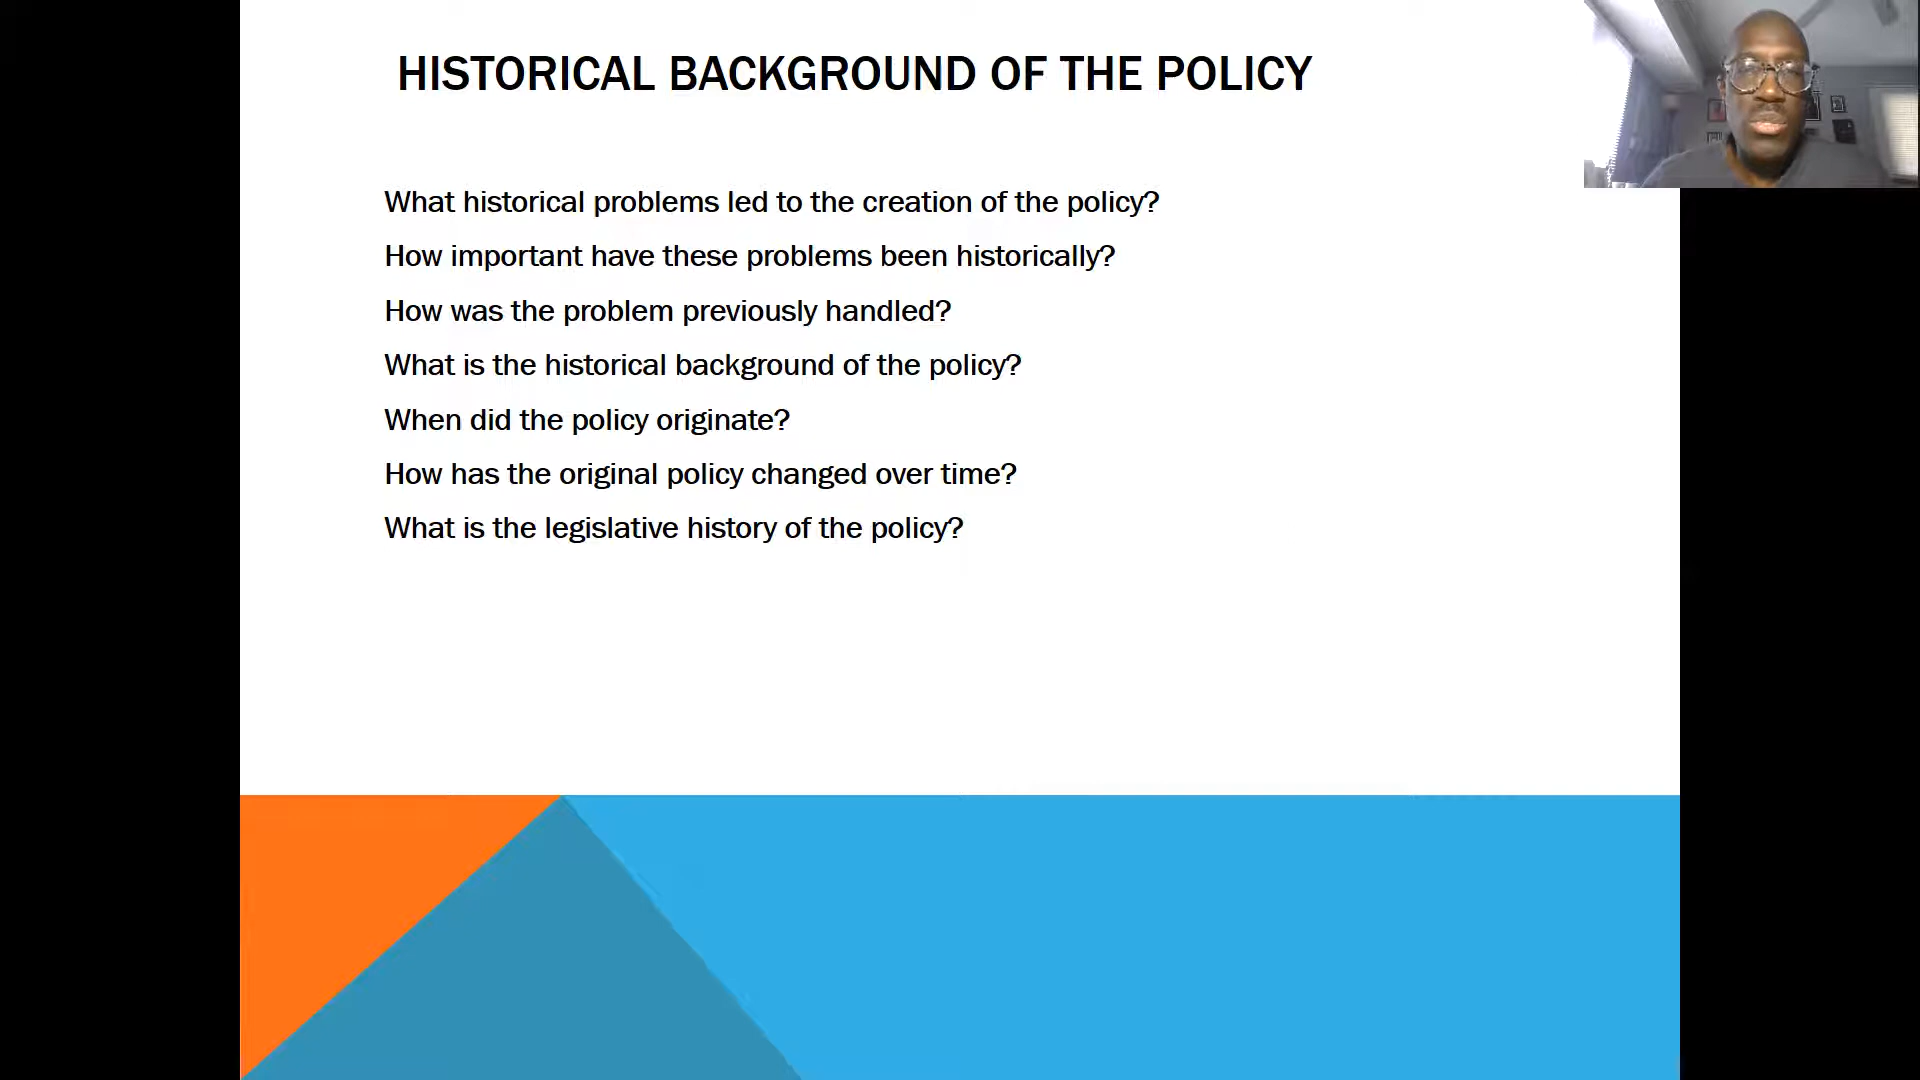 HISTORICAL BACKGROUND OF THE POLICY
What historical problems led to the creation of the policy?
How important have these problems been historically?
How was the problem previously handled?
What is the historical background of the policy?
When did the policy originate?
How has the original policy changed over time?
What is the legislative history of the policy?